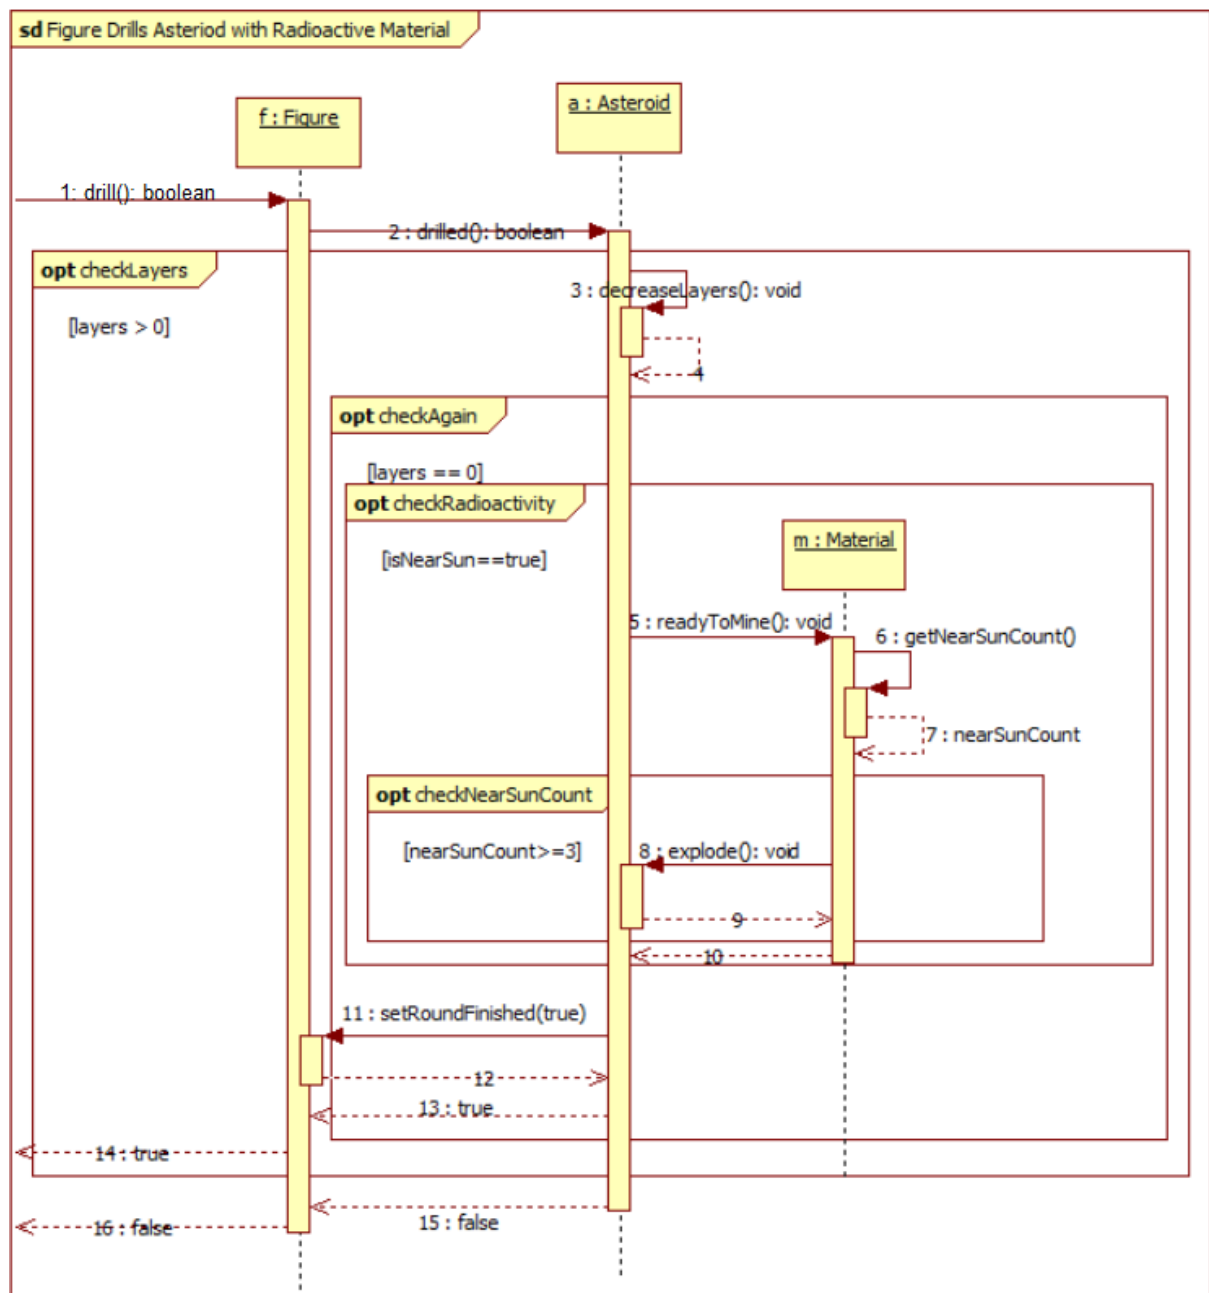 sd Figure Drills Asteriod with Radioactive Material
f : Figure
a : Asteroid
1: drill(): boolean
2 : drilled(): boolean
opt checkLayers
[layers > 0]
3 : decreaseLayers(): void
4
opt checkAgain
[layers == 0]
opt checkRadioactivity
[isNearSun==true]
m : Material
5 : readyToMine(): void
6 : getNearSunCount()
7 : nearSunCount
opt checkNearSunCount
[nearSunCount>=3]
8 : explode(): void
9
10
11 : setRoundFinished(true)
12
13 : true
14 : true
15 : false
16 : false